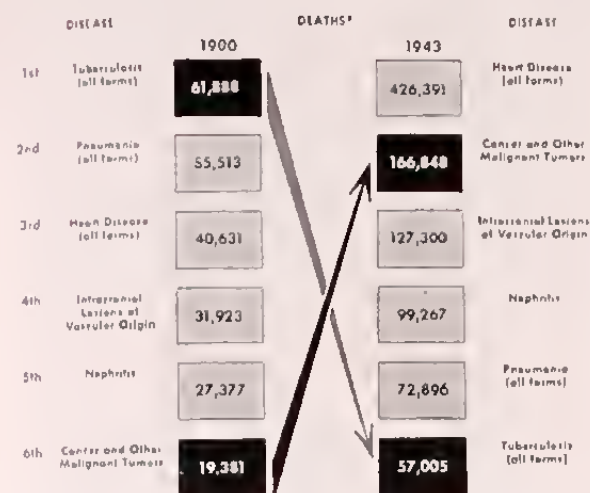 DISEASE DEATHS* DISEASE
1900 1943
1st Tuberculosis (all forms) 61,888 426,391 Heart Disease (all forms)
2nd Pneumonia (all forms) 55,513 166,848 Cancer and Other Malignant Tumors
3rd Heart Disease (all forms) 40,631 127,300 Intracranial Lesions of Vascular Origin
4th Intracranial Lesions of Vascular Origin 31,923 99,267 Nephritis
5th Nephritis 27,377 72,896 Pneumonia (all forms)
6th Cancer and Other Malignant Tumors 19,381 57,005 Tuberculosis (all forms)